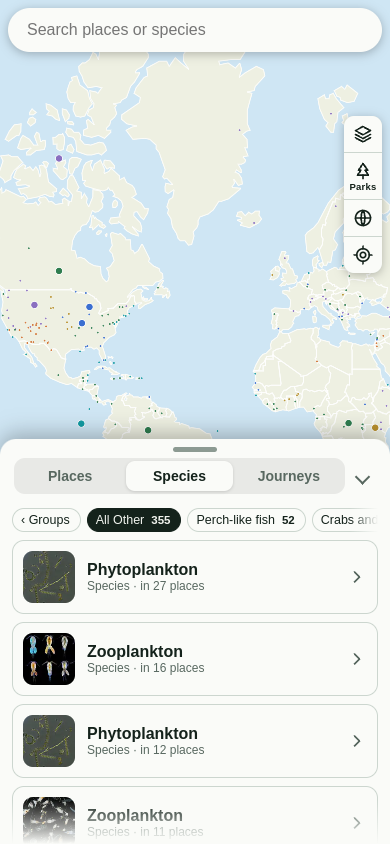 Search places or species
Parks
Places
Species
Journeys
‹ Groups
All Other 355
Perch-like fish 52
Crabs and
Phytoplankton
Species · in 27 places
Zooplankton
Species · in 16 places
Phytoplankton
Species · in 12 places
Zooplankton
Species · in 11 places